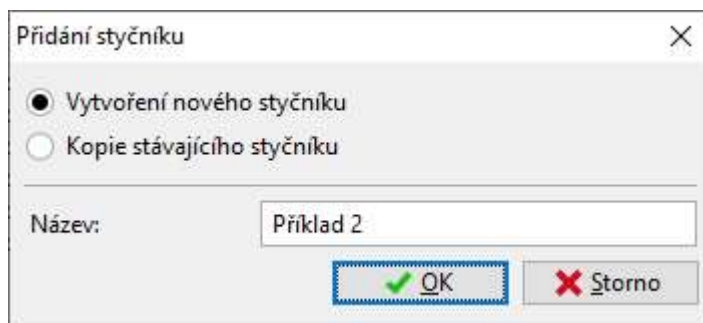 Přidání styčníku
Vytvoření nového styčníku
Kopie stávajícího styčníku
Název: Příklad 2
OK Storno